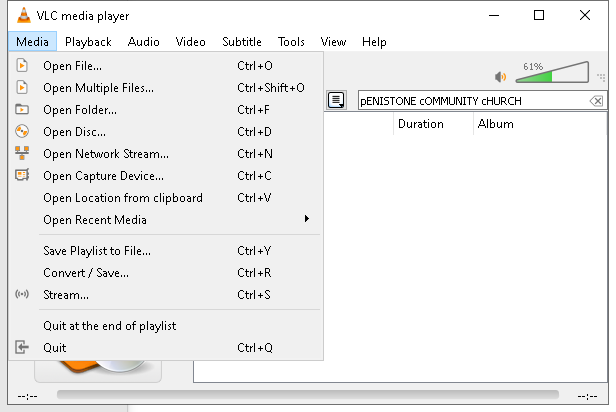 VLC media player
Media Playback Audio Video Subtitle Tools View Help
Open File... Ctrl+O
61%
Open Multiple Files... Ctrl+Shift+O
pENISTONE cOMMUNITY cHURCH
Open Folder... Ctrl+F
Duration Album
Open Disc... Ctrl+D
Open Network Stream... Ctrl+N
Open Capture Device... Ctrl+C
Open Location from clipboard Ctrl+V
Open Recent Media
Save Playlist to File... Ctrl+Y
Convert / Save... Ctrl+R
Stream... Ctrl+S
Quit at the end of playlist
Quit Ctrl+Q
--:-- --:--